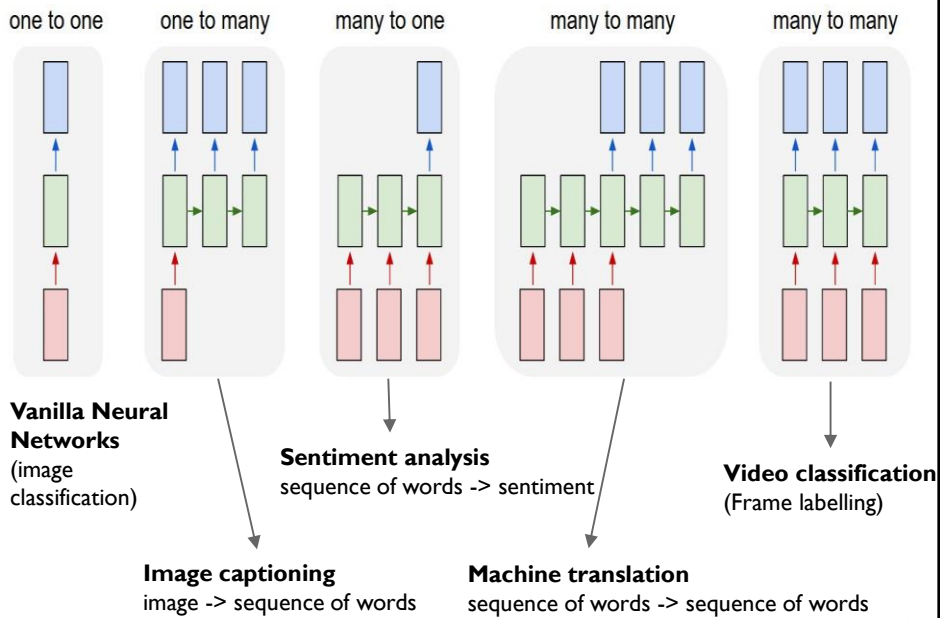 one to one
one to many
many to one
many to many
many to many
Vanilla Neural
Networks
(image
classification)
Sentiment analysis
sequence of words -> sentiment
Video classification
(Frame labelling)
Image captioning
image -> sequence of words
Machine translation
sequence of words -> sequence of words